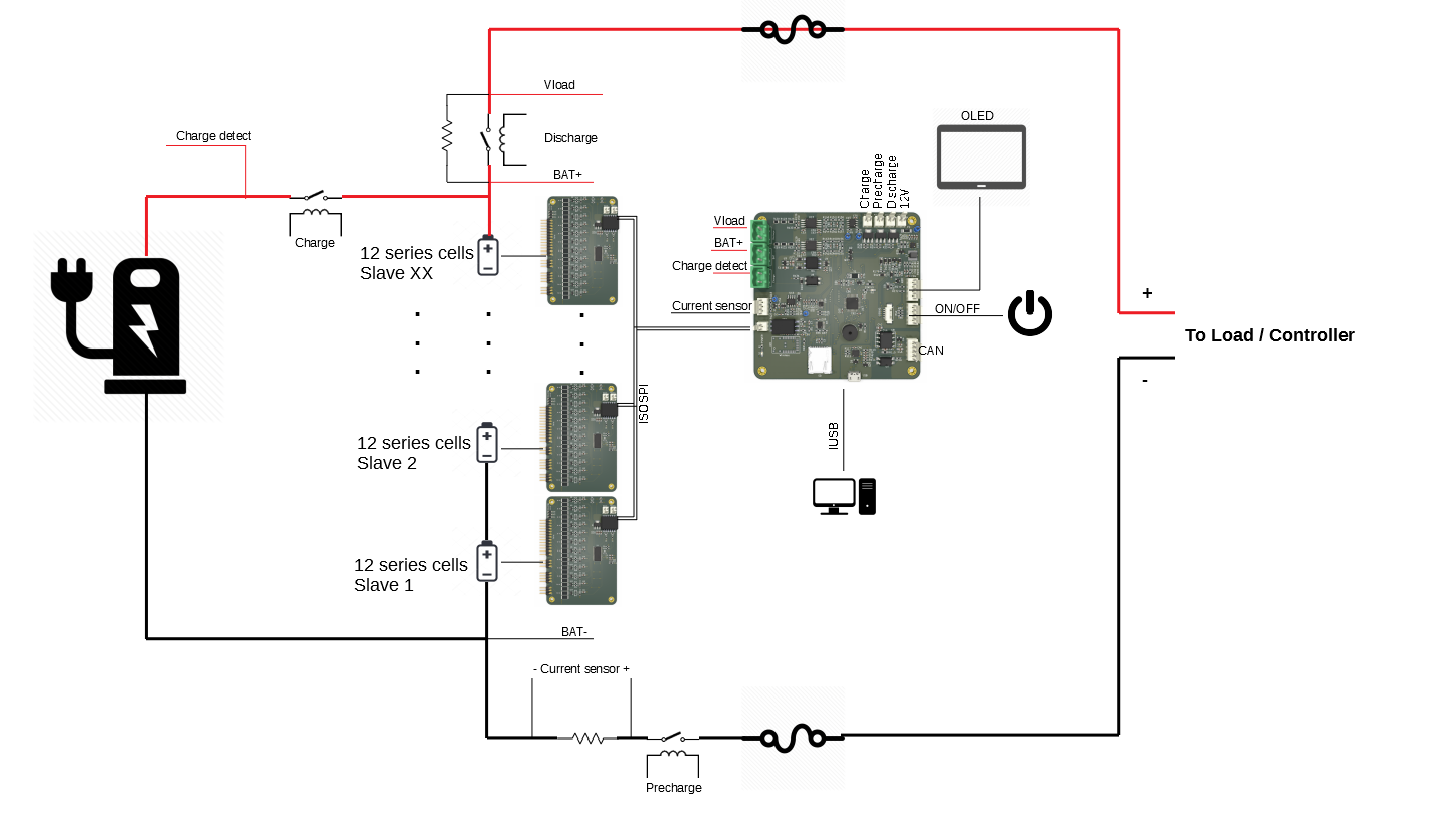 Vload
Charge detect
Discharge
BAT+
Charge
12 series cells
Slave XX
12 series cells
Slave 2
12 series cells
Slave 1
ISOSPI
BAT-
- Current sensor +
Precharge
OLED
Charge
Precharge
Discharge
12V
Vload
BAT+
Charge detect
Current sensor
ON/OFF
CAN
IUSB
+
To Load / Controller
-